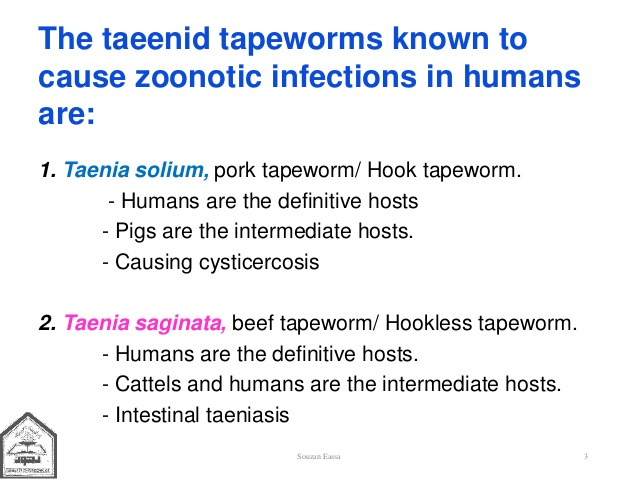 The taeenid tapeworms known to
cause zoonotic infections in humans
are:
1. Taenia solium, pork tapeworm/ Hook tapeworm.
- Humans are the definitive hosts
- Pigs are the intermediate hosts.
- Causing cysticercosis
2. Taenia saginata, beef tapeworm/ Hookless tapeworm.
- Humans are the definitive hosts.
- Cattels and humans are the intermediate hosts.
- Intestinal taeniasis
Souzan Eassa
3